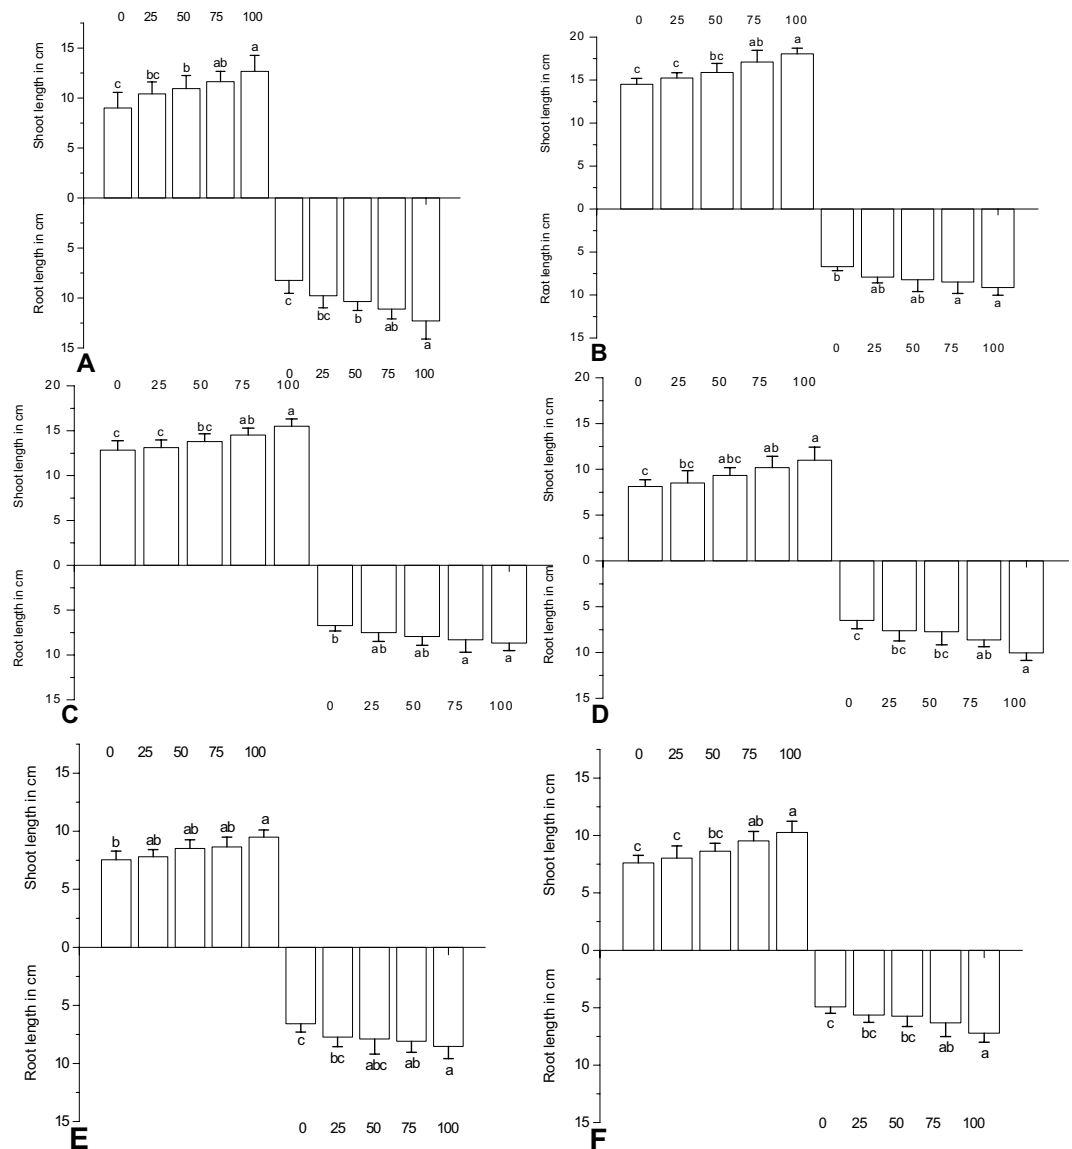 0 25 50 75 100
15
10
5
0
5
10
15
Shoot length in cm
Root length in cm
c bc b ab a
c bc b ab a
A
0 25 50 75 100
0 25 50 75 100
20
15
10
5
0
5
10
15
Shoot length in cm
Root length in cm
c c bc ab a
b ab ab a a
B
0 25 50 75 100
0 25 50 75 100
20
15
10
5
0
5
10
15
Shoot length in cm
Root length in cm
c c bc ab a
b ab ab a a
C
0 25 50 75 100
0 25 50 75 100
20
15
10
5
0
5
10
15
Shoot length in cm
Root length in cm
c bc abc ab a
c bc bc ab a
D
0 25 50 75 100
0 25 50 75 100
15
10
5
0
5
10
15
Shoot length in cm
Root length in cm
b ab ab ab a
c bc abc ab a
E
0 25 50 75 100
0 25 50 75 100
15
10
5
0
5
10
15
Shoot length in cm
Root length in cm
c c bc ab a
c bc bc ab a
F
0 25 50 75 100